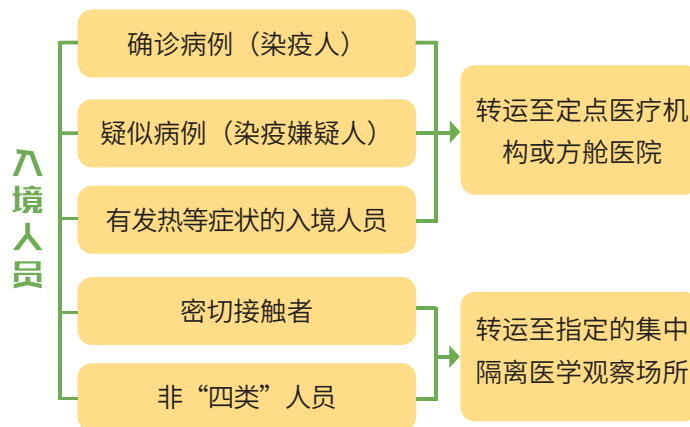 入境人员
确诊病例（染疫人）
疑似病例（染疫嫌疑人）
有发热等症状的入境人员
转运至定点医疗机
构或方舱医院
密切接触者
非“四类”人员
转运至指定的集中
隔离医学观察场所